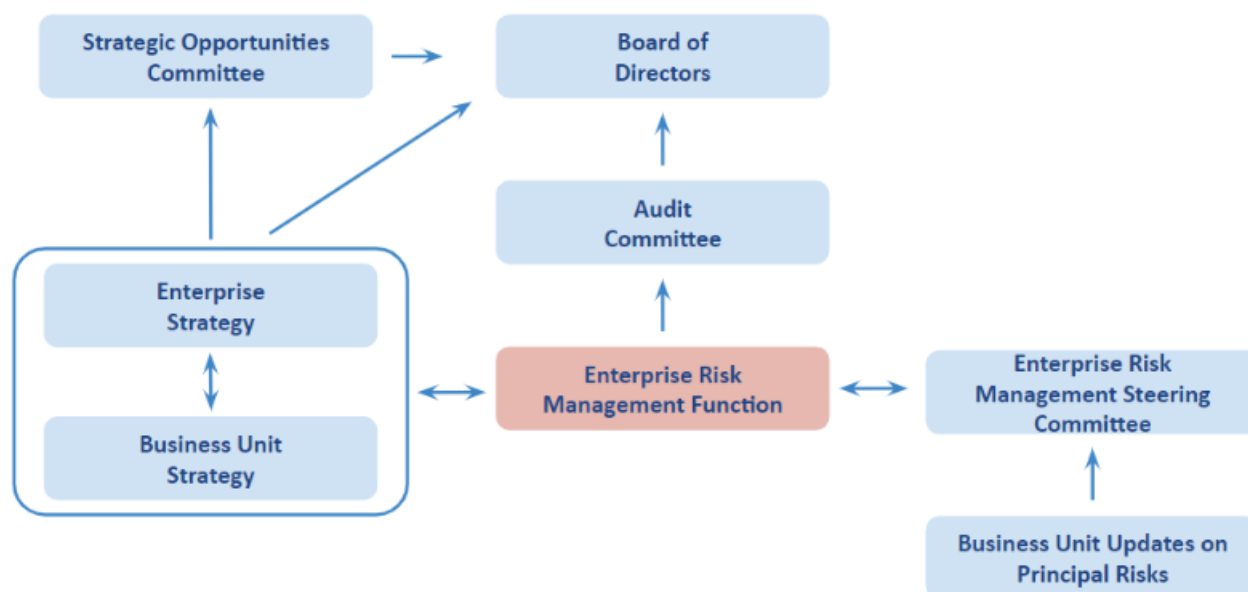 Strategic Opportunities
Committee
Board of
Directors
Audit
Committee
Enterprise
Strategy
Business Unit
Strategy
Enterprise Risk
Management Function
Enterprise Risk
Management Steering
Committee
Business Unit Updates on
Principal Risks